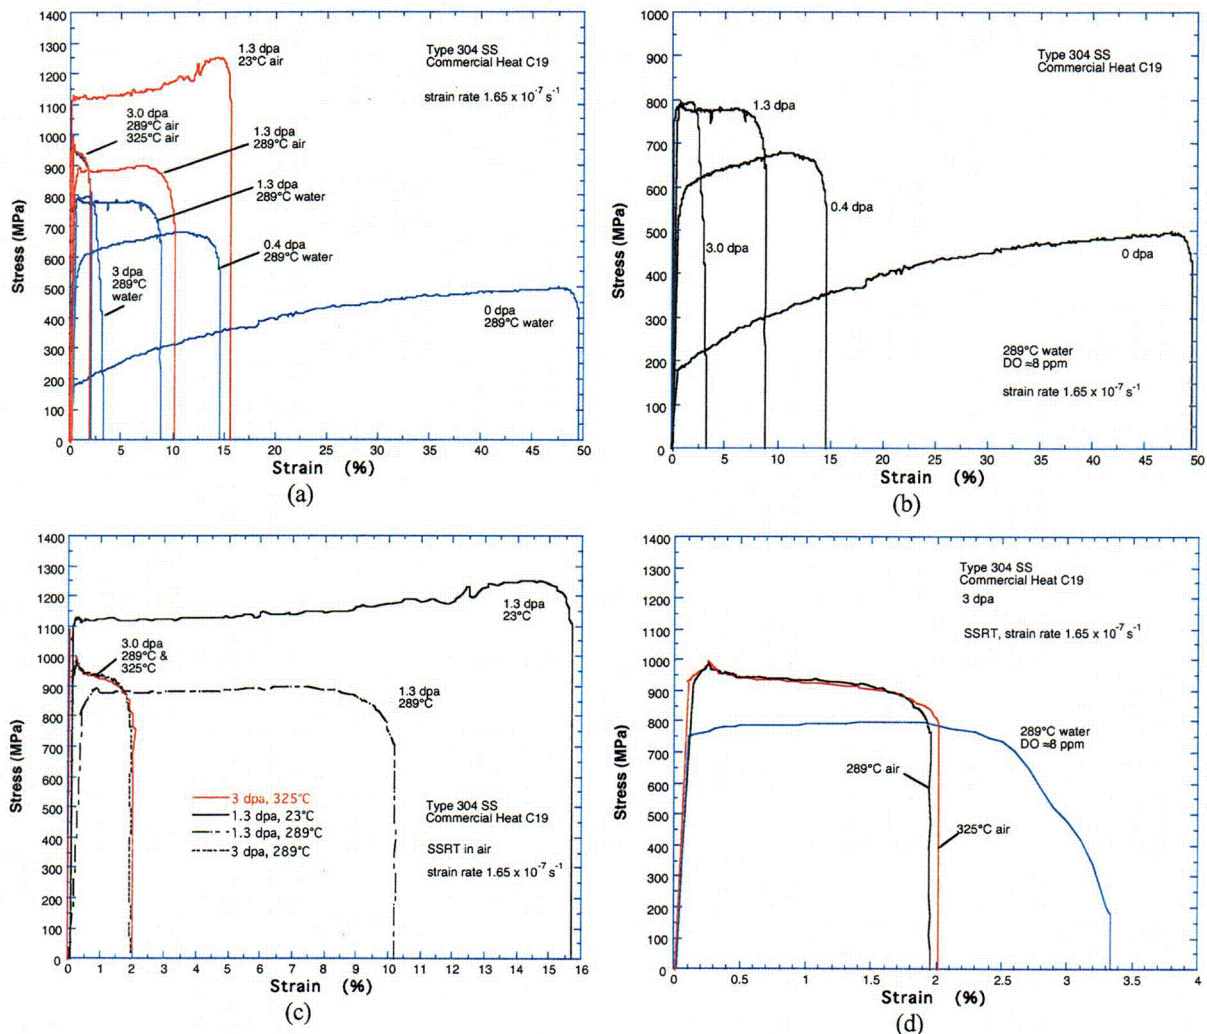 1400
1300
1200
1100
1000
900
800
700
600
500
400
300
200
100
0
Stress (MPa)
0 5 10 15 20 25 30 35 40 45 50
Strain (%)
1.3 dpa
23°C air
Type 304 SS
Commercial Heat C19
strain rate 1.65 x 10⁻⁷ s⁻¹
3.0 dpa
289°C air
325°C air
1.3 dpa
289°C air
1.3 dpa
289°C water
0.4 dpa
289°C water
3 dpa
289°C
water
0 dpa
289°C water
(a)
1000
900
800
700
600
500
400
300
200
100
0
Stress (MPa)
0 5 10 15 20 25 30 35 40 45 50
Strain (%)
Type 304 SS
Commercial Heat C19
1.3 dpa
0.4 dpa
3.0 dpa
0 dpa
289°C water
DO ≈8 ppm
strain rate 1.65 x 10⁻⁷ s⁻¹
(b)
1400
1300
1200
1100
1000
900
800
700
600
500
400
300
200
100
0
Stress (MPa)
0 1 2 3 4 5 6 7 8 9 10 11 12 13 14 15 16
Strain (%)
1.3 dpa
23°C
3.0 dpa
289°C &
325°C
1.3 dpa
289°C
3 dpa, 325°C
1.3 dpa, 23°C
1.3 dpa, 289°C
3 dpa, 289°C
Type 304 SS
Commercial Heat C19
SSRT in air
strain rate 1.65 x 10⁻⁷ s⁻¹
(c)
1400
1300
1200
1100
1000
900
800
700
600
500
400
300
200
100
0
Stress (MPa)
0 0.5 1 1.5 2 2.5 3 3.5 4
Strain (%)
Type 304 SS
Commercial Heat C19
3 dpa
SSRT, strain rate 1.65 x 10⁻⁷ s⁻¹
289°C water
DO ≈8 ppm
289°C air
325°C air
(d)